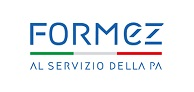 FORMEZ
AL SERVIZIO DELLA PA